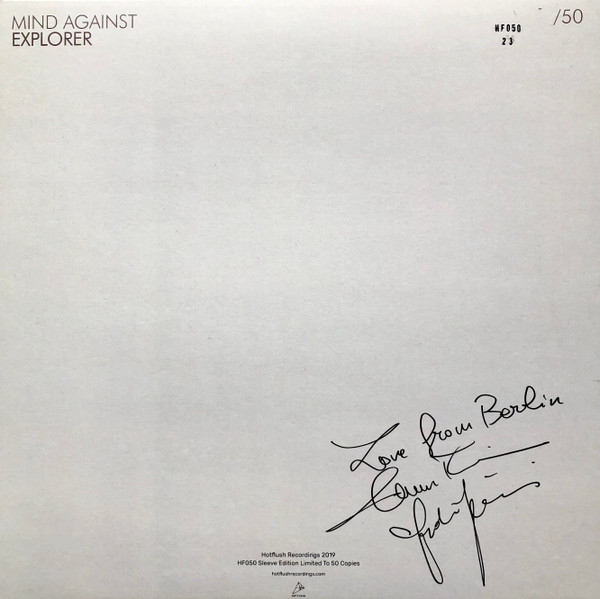 MIND AGAINST
EXPLORER
HF050
23
/50
Love from Berlin
Hotflush Recordings 2019
HF050 Sleeve Edition Limited To 50 Copies
hotflushrecordings.com